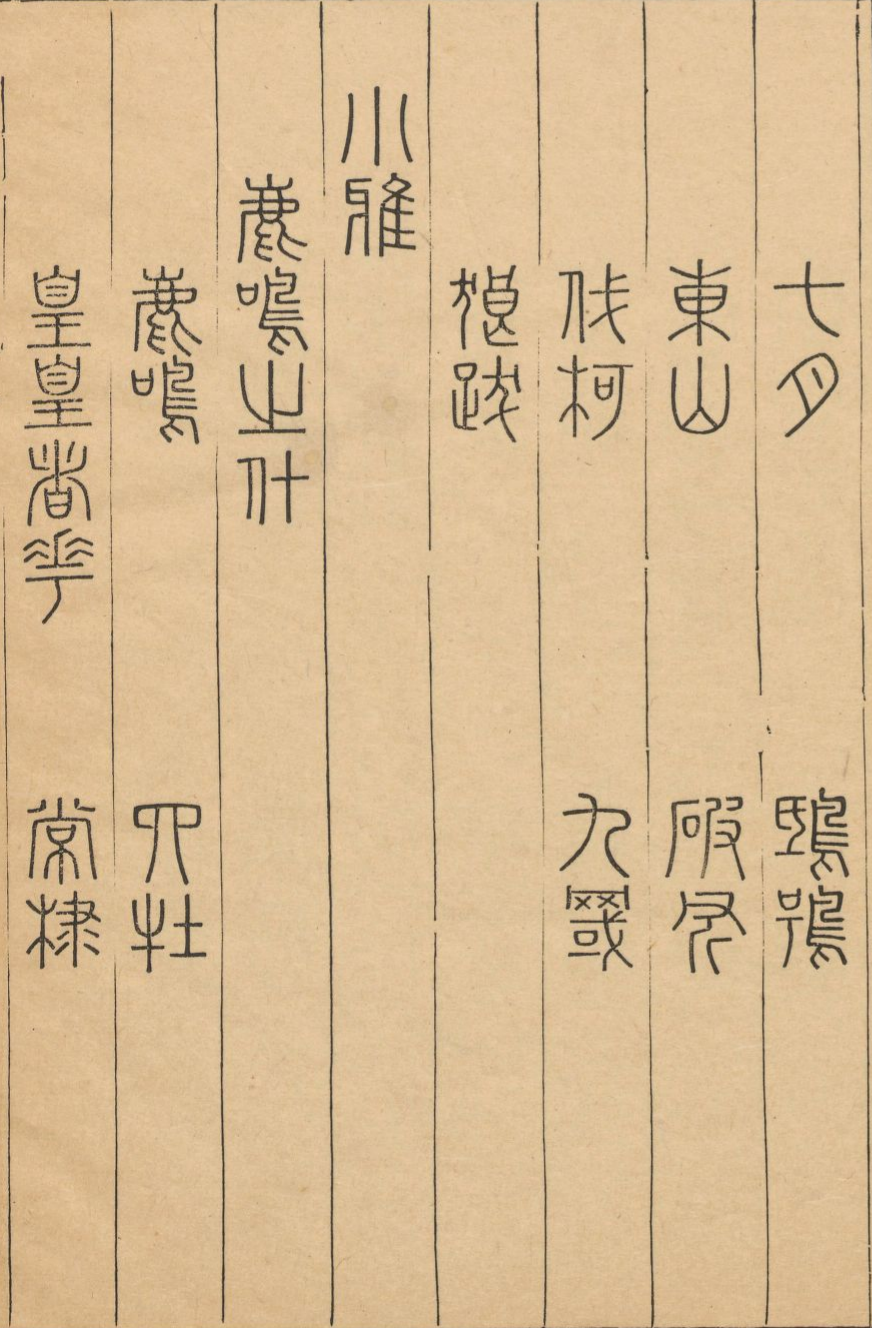 七月 鴟鴞
東山 破斧
伐柯 九罭
狼跋
小雅
鹿鳴之什
鹿鳴 四牡
皇皇者華 常棣